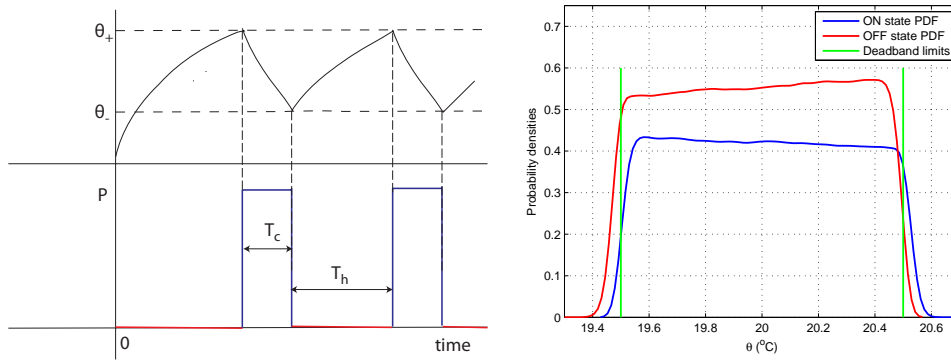 θ+
θ-
P
Tc
Th
0
time
ON state PDF
OFF state PDF
Deadband limits
0.7
0.6
0.5
0.4
0.3
0.2
0.1
0
Probability densities
19.4 19.6 19.8 20 20.2 20.4 20.6
θ (°C)